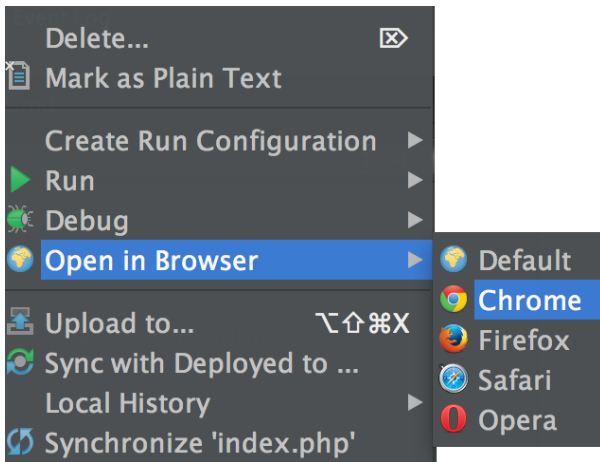 Delete...
Mark as Plain Text
Create Run Configuration
Run
Debug
Open in Browser
Upload to... ⌥⇧⌘X
Sync with Deployed to ...
Local History
Synchronize 'index.php'
Default
Chrome
Firefox
Safari
Opera